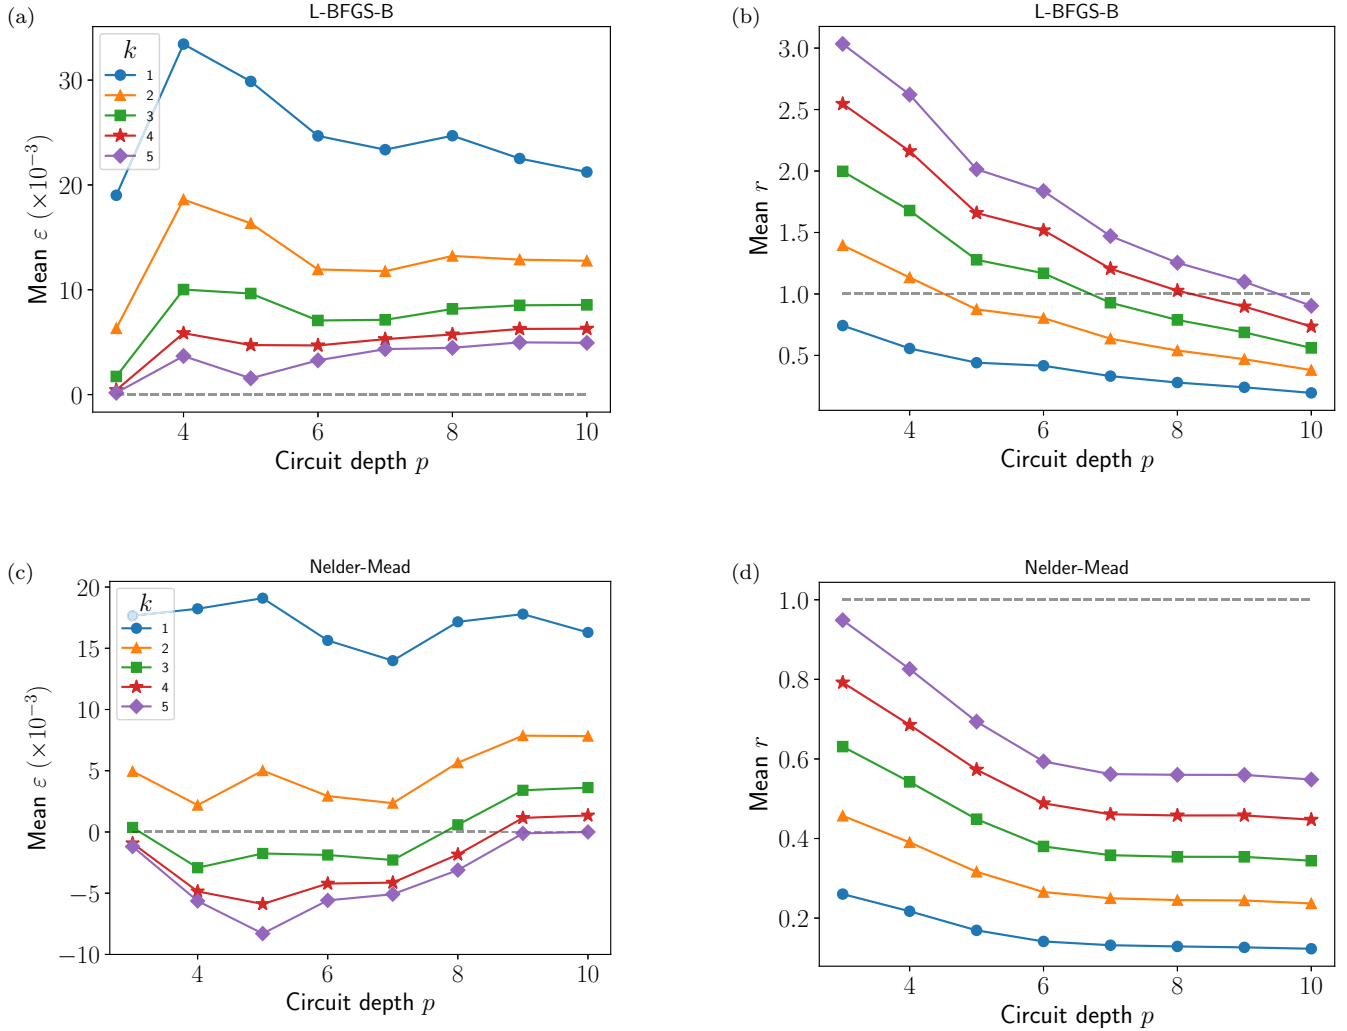 (a)
L-BFGS-B
Mean ε (×10⁻³)
30
20
10
0
k
1
2
3
4
5
4
6
8
10
Circuit depth p
(b)
L-BFGS-B
Mean r
3.0
2.5
2.0
1.5
1.0
0.5
4
6
8
10
Circuit depth p
(c)
Nelder-Mead
Mean ε (×10⁻³)
20
15
10
5
0
−5
−10
k
1
2
3
4
5
4
6
8
10
Circuit depth p
(d)
Nelder-Mead
Mean r
1.0
0.8
0.6
0.4
0.2
4
6
8
10
Circuit depth p